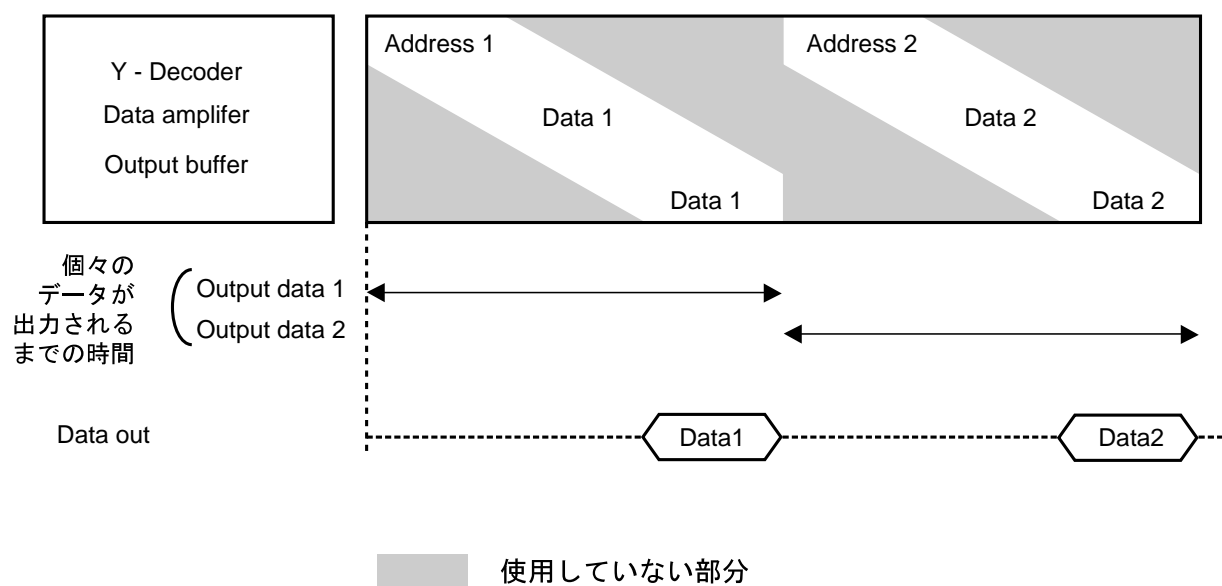 Y - Decoder
Data amplifer
Output buffer
Address 1
Data 1
Data 1
Address 2
Data 2
Data 2
個々の
データが
出力される
までの時間
Output data 1
Output data 2
Data out
Data1
Data2
使用していない部分